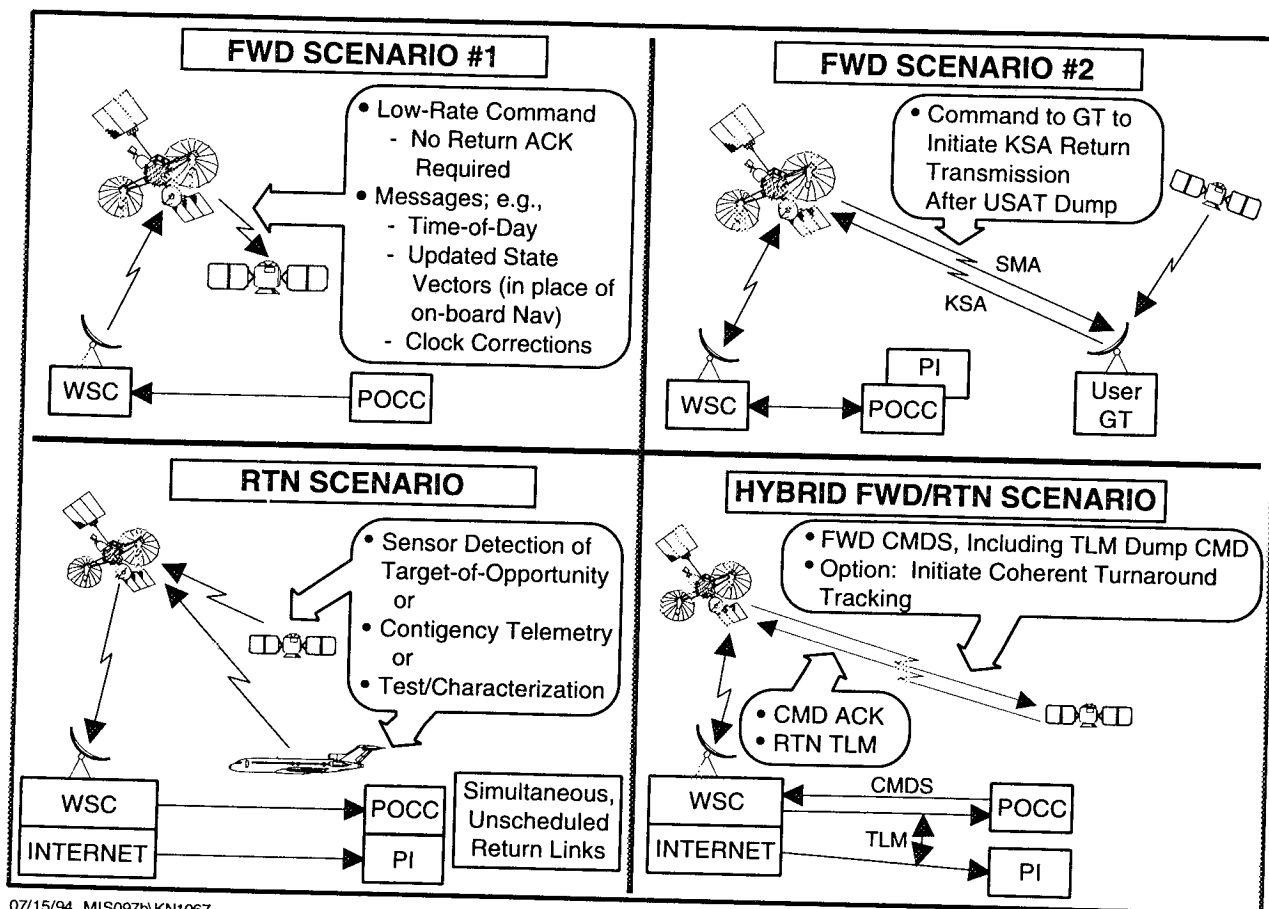 FWD SCENARIO #1
• Low-Rate Command
- No Return ACK
Required
• Messages; e.g.,
- Time-of-Day
- Updated State
Vectors (in place of
on-board Nav)
- Clock Corrections
WSC
POCC
FWD SCENARIO #2
• Command to GT to
Initiate KSA Return
Transmission
After USAT Dump
SMA
KSA
PI
WSC
POCC
User
GT
RTN SCENARIO
• Sensor Detection of
Target-of-Opportunity
or
• Contigency Telemetry
or
• Test/Characterization
WSC
INTERNET
POCC
PI
Simultaneous,
Unscheduled
Return Links
HYBRID FWD/RTN SCENARIO
• FWD CMDS, Including TLM Dump CMD
• Option: Initiate Coherent Turnaround
Tracking
• CMD ACK
• RTN TLM
CMDS
WSC
POCC
TLM
INTERNET
PI
07/15/94 MIS097b\KN1067